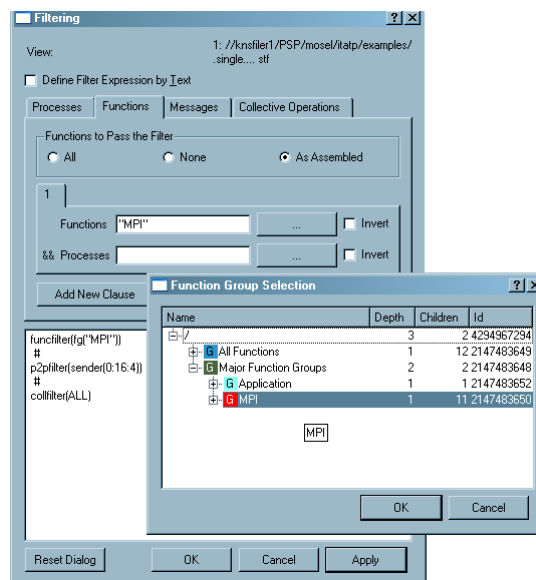 Filtering
View:
1: //knsfiler1/PSP/mosel/itatp/examples/
.single.... stf
Define Filter Expression by Text
Processes Functions Messages Collective Operations
Functions to Pass the Filter
All None As Assembled
1
Functions "MPI" ... Invert
&& Processes ... Invert
Add New Clause
funcfilter(fg("MPI"))
#
p2pfilter(sender(0:16:4))
#
collfilter(ALL)
Function Group Selection
Name Depth Children Id
/ 3 2 4294967294
G All Functions 1 12 2147483649
G Major Function Groups 2 2 2147483648
G Application 1 1 2147483652
G MPI 1 11 2147483650
MPI
OK Cancel
Reset Dialog OK Cancel Apply